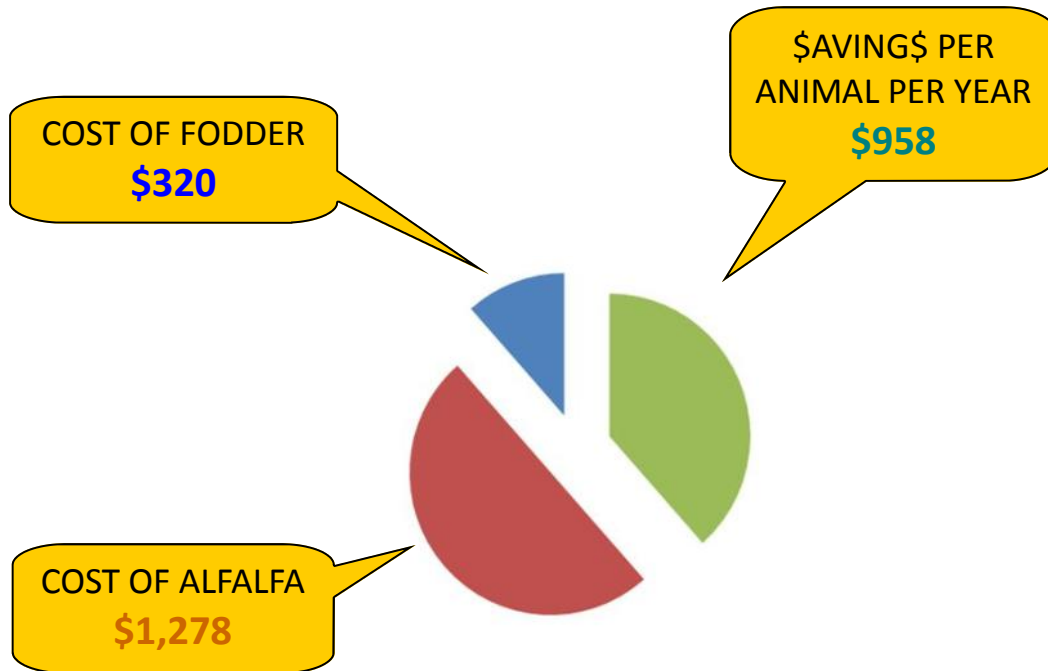 $AVING$ PER
ANIMAL PER YEAR
$958
COST OF FODDER
$320
COST OF ALFALFA
$1,278